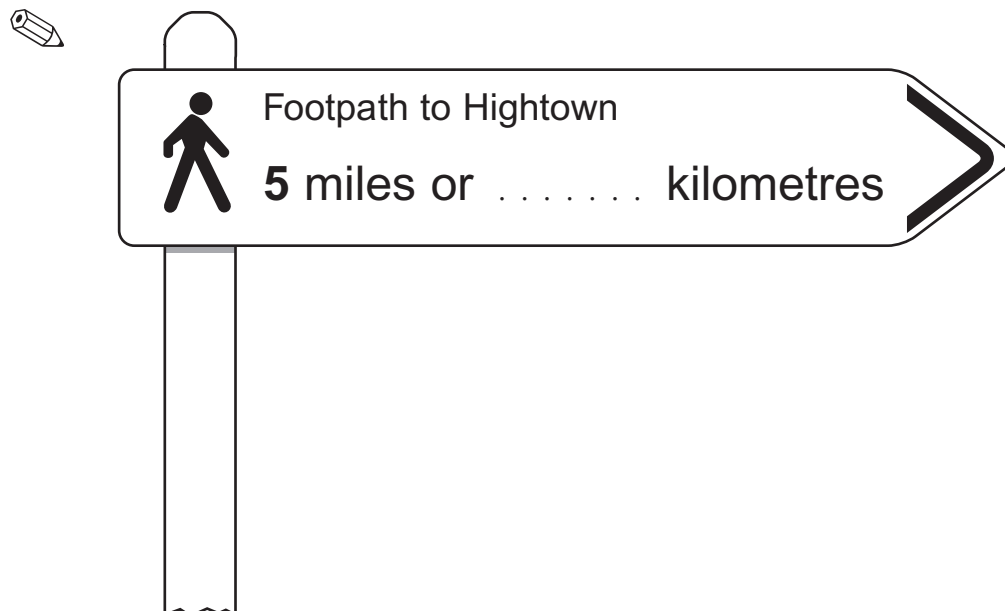 Footpath to Hightown
5 miles or ....... kilometres